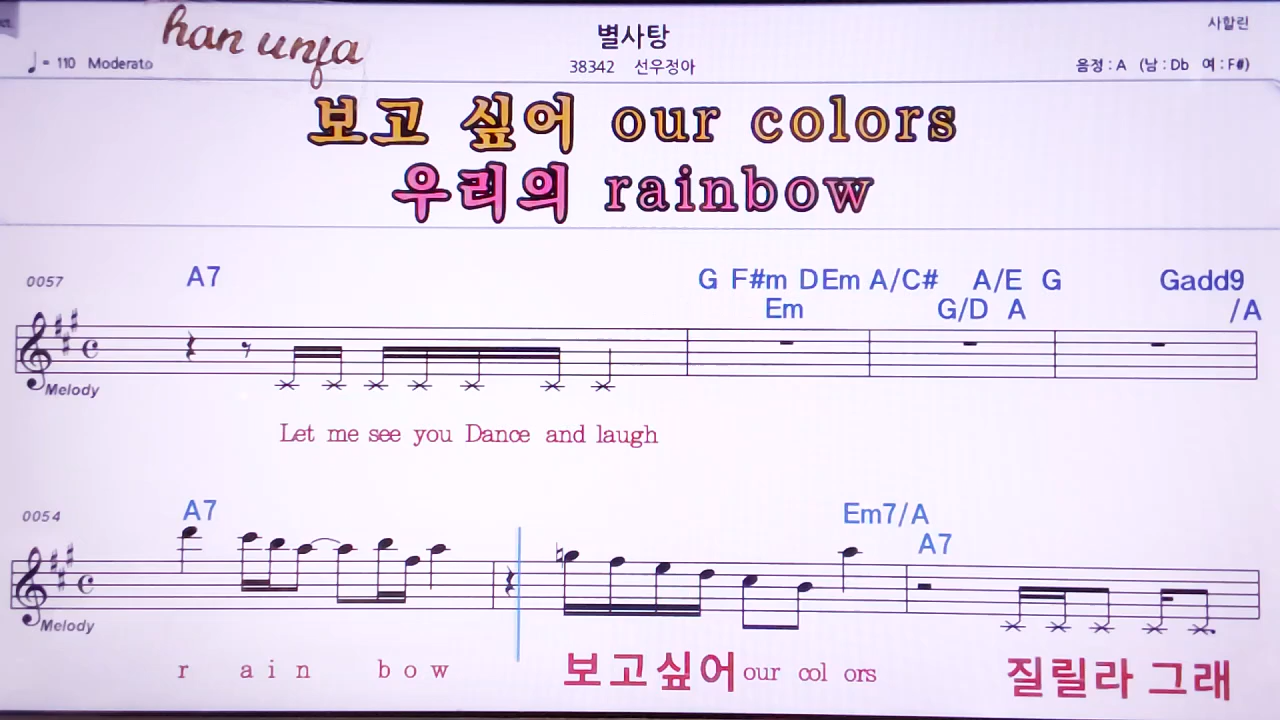 han unfa
별사탕
사할린
♩= 110 Moderato
38342 선우정아
음정 : A (남 : Db 여 : F#)
보고 싶어 our colors
우리의 rainbow
0057
A7
G F#m D Em A/C# A/E G Gadd9
Em G/D A /A
Melody
Let me see you Dance and laugh
0054
A7
Em7/A
A7
Melody
r ain bow 보고싶어 our col ors 질릴라 그래